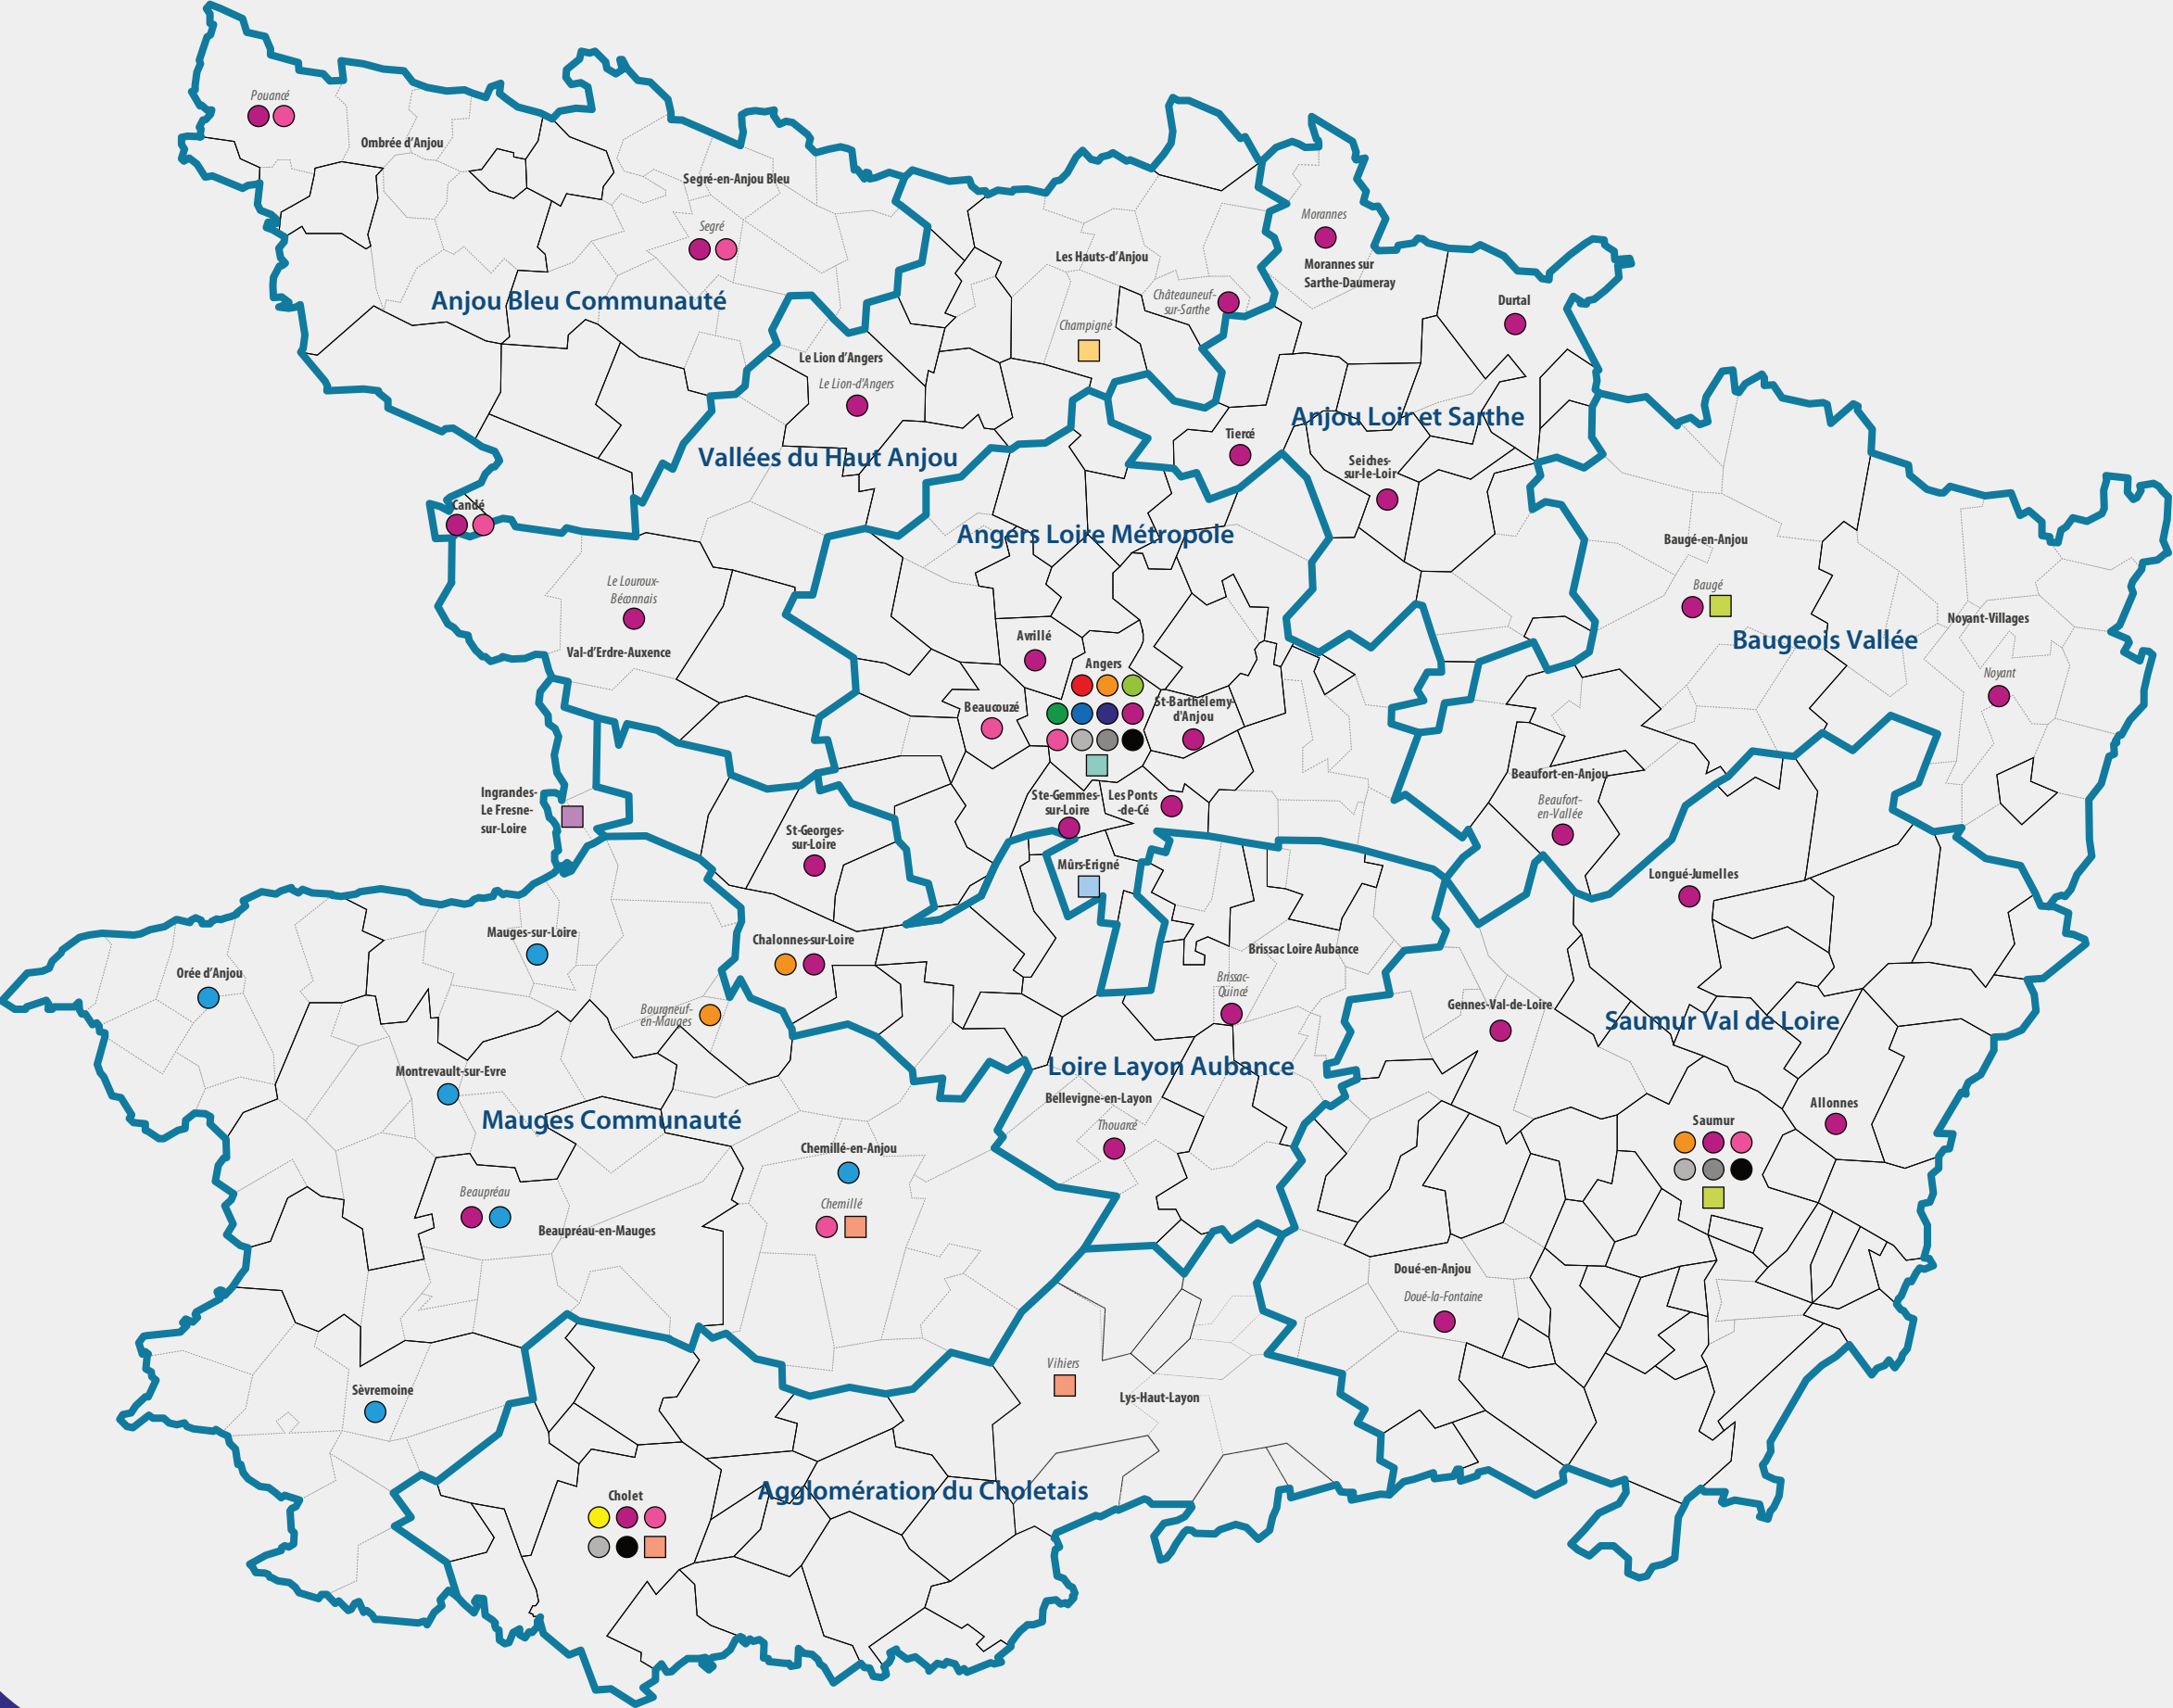 Pouancé
Ombrée d’Anjou
Segré-en-Anjou Bleu
Segré
Anjou Bleu Communauté
Morannes
Morannes sur
Sarthe-Daumeray
Les Hauts-d’Anjou
Châteauneuf-
sur-Sarthe
Champigné
Durtal
Le Lion d’Angers
Le Lion-d’Angers
Vallées du Haut Anjou
Anjou Loir et Sarthe
Tiercé
Seiches-
sur-le-Loir
Candé
Angers Loire Métropole
Baugé-en-Anjou
Baugé
Baugeois Vallée
Noyant-Villages
Noyant
Le Louroux-
Béconnais
Val-d’Erdre-Auxence
Avrillé
Angers
Beaucouzé
St-Barthélemy-
d'Anjou
Ingrandes-
Le Fresne-
sur-Loire
Ste-Gemmes-
sur-Loire
Les Ponts
-de-Cé
Beaufort-en-Anjou
Beaufort-
en-Vallée
St-Georges-
sur-Loire
Mûrs-Erigné
Longué-Jumelles
Mauges-sur-Loire
Chalonnes-sur-Loire
Brissac Loire Aubance
Brissac-
Quincé
Orée d’Anjou
Bourgneuf-
en-Mauges
Gennes-Val-de-Loire
Saumur Val de Loire
Montrevault-sur-Evre
Loire Layon Aubance
Bellevigne-en-Layon
Thouarcé
Mauges Communauté
Allonnes
Saumur
Chemillé-en-Anjou
Chemillé
Beaupréau
Beaupréau-en-Mauges
Doué-en-Anjou
Doué-la-Fontaine
Vihiers
Lys-Haut-Layon
Sèvremoine
Agglomération du Choletais
Cholet